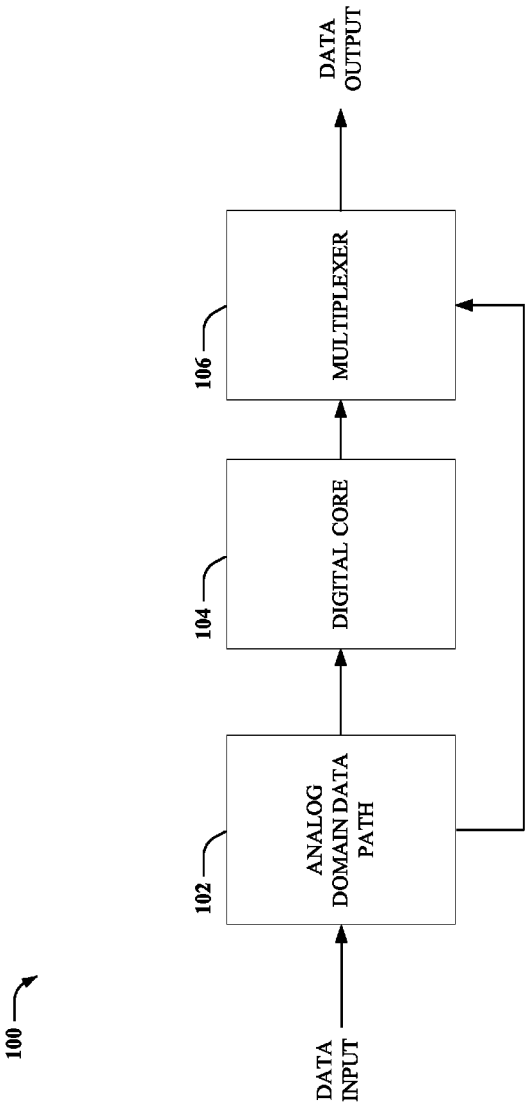 100
102
104
106
DATA
INPUT
ANALOG
DOMAIN DATA
PATH
DIGITAL CORE
MULTIPLEXER
DATA
OUTPUT